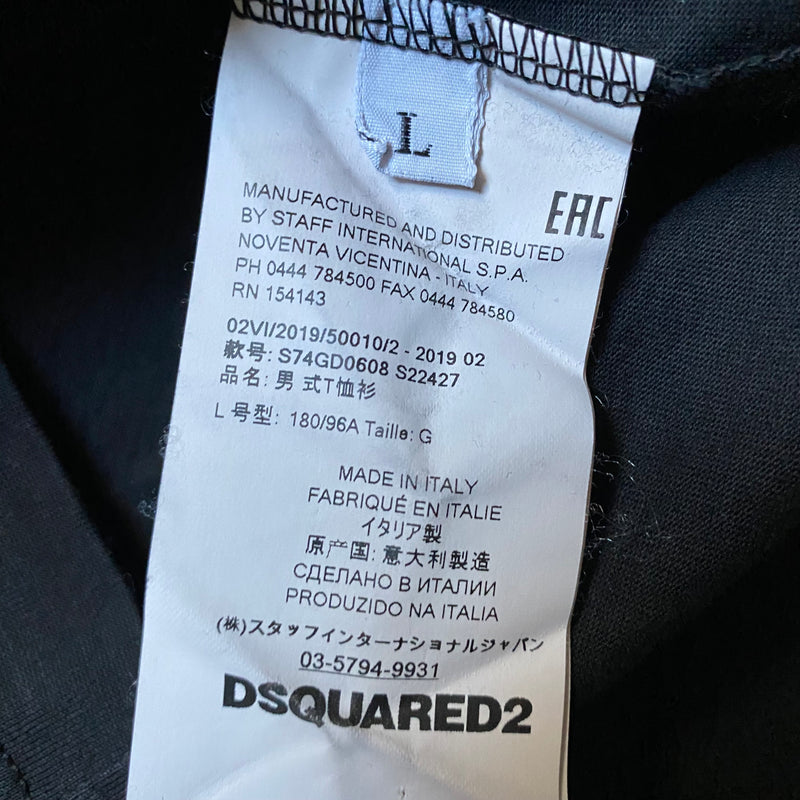 L
EAC
MANUFACTURED AND DISTRIBUTED
BY STAFF INTERNATIONAL S.P.A.
NOVENTA VICENTINA - ITALY
PH 0444 784500 FAX 0444 784580
RN 154143
02VI/2019/50010/2 - 2019 02
款号: S74GD0608 S22427
品名: 男 式T恤衫
L 号型: 180/96A Taille: G
MADE IN ITALY
FABRIQUÉ EN ITALIE
イタリア製
原产国: 意大利製造
СДЕЛАНО В ИТАЛИИ
PRODUZIDO NA ITALIA
(株)スタッフインターナショナルジャパン
03-5794-9931
DSQUARED2